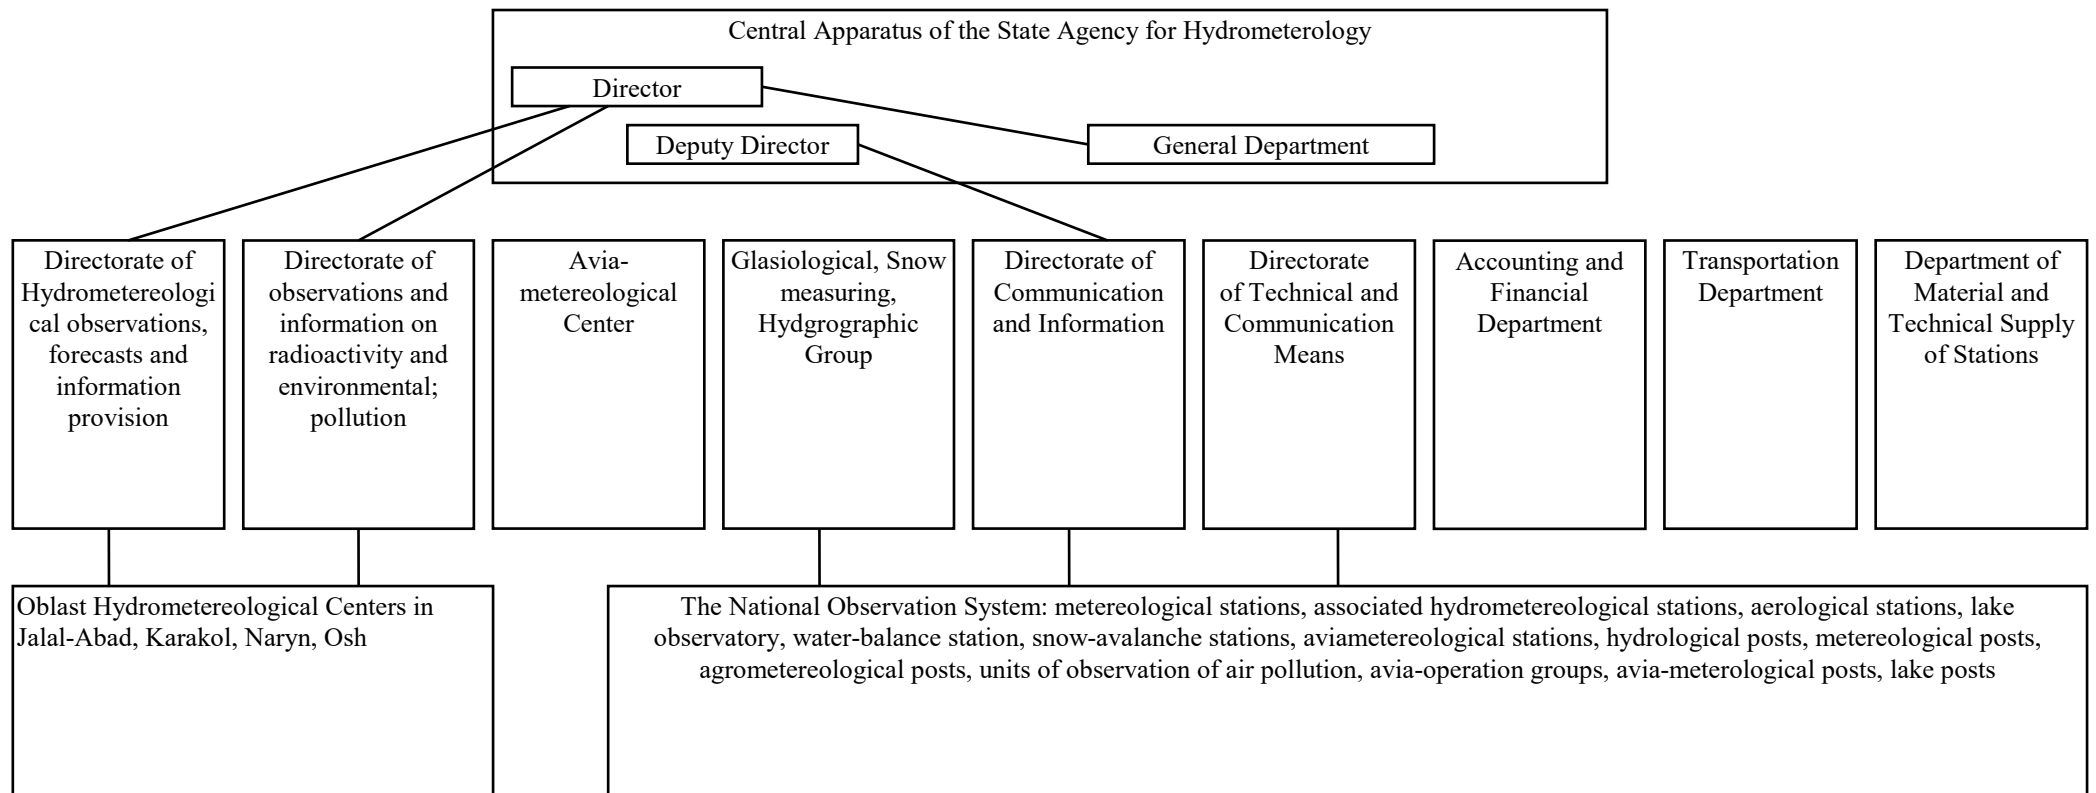 Central Apparatus of the State Agency for Hydrometerology
Director
Deputy Director
General Department
Directorate of
Hydrometereologi
cal observations,
forecasts and
information
provision
Directorate of
observations and
information on
radioactivity and
environmental;
pollution
Avia-
metereological
Center
Glasiological, Snow
measuring,
Hydgrographic
Group
Directorate of
Communication
and Information
Directorate
of Technical and
Communication
Means
Accounting and
Financial
Department
Transportation
Department
Department of
Material and
Technical Supply
of Stations
Oblast Hydrometereological Centers in
Jalal-Abad, Karakol, Naryn, Osh
The National Observation System: metereological stations, associated hydrometereological stations, aerological stations, lake
observatory, water-balance station, snow-avalanche stations, aviametereological stations, hydrological posts, metereological posts,
agrometereological posts, units of observation of air pollution, avia-operation groups, avia-meterological posts, lake posts